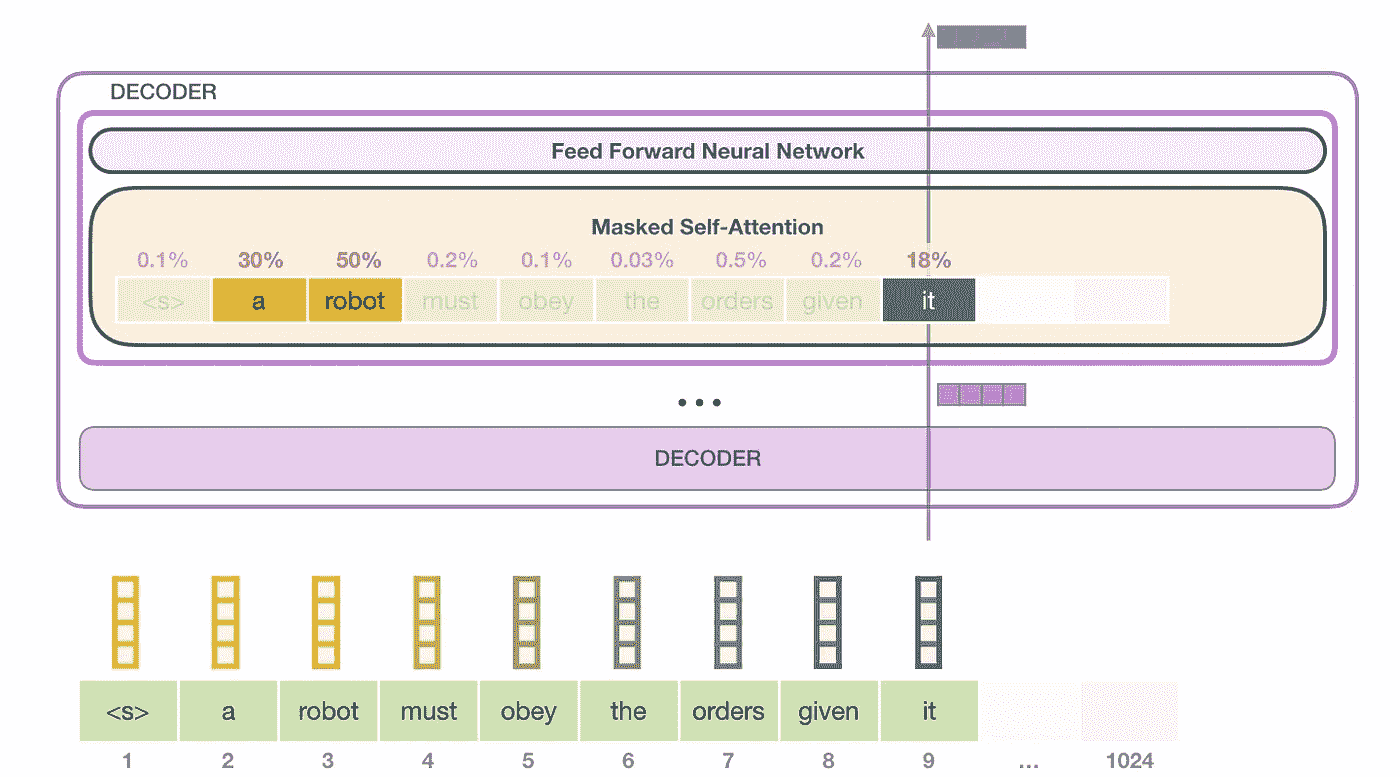 DECODER
Feed Forward Neural Network
Masked Self-Attention
0.1% 30% 50% 0.2% 0.1% 0.03% 0.5% 0.2% 18%
<s> a robot must obey the orders given it
...
DECODER
<s> a robot must obey the orders given it
1 2 3 4 5 6 7 8 9 ... 1024